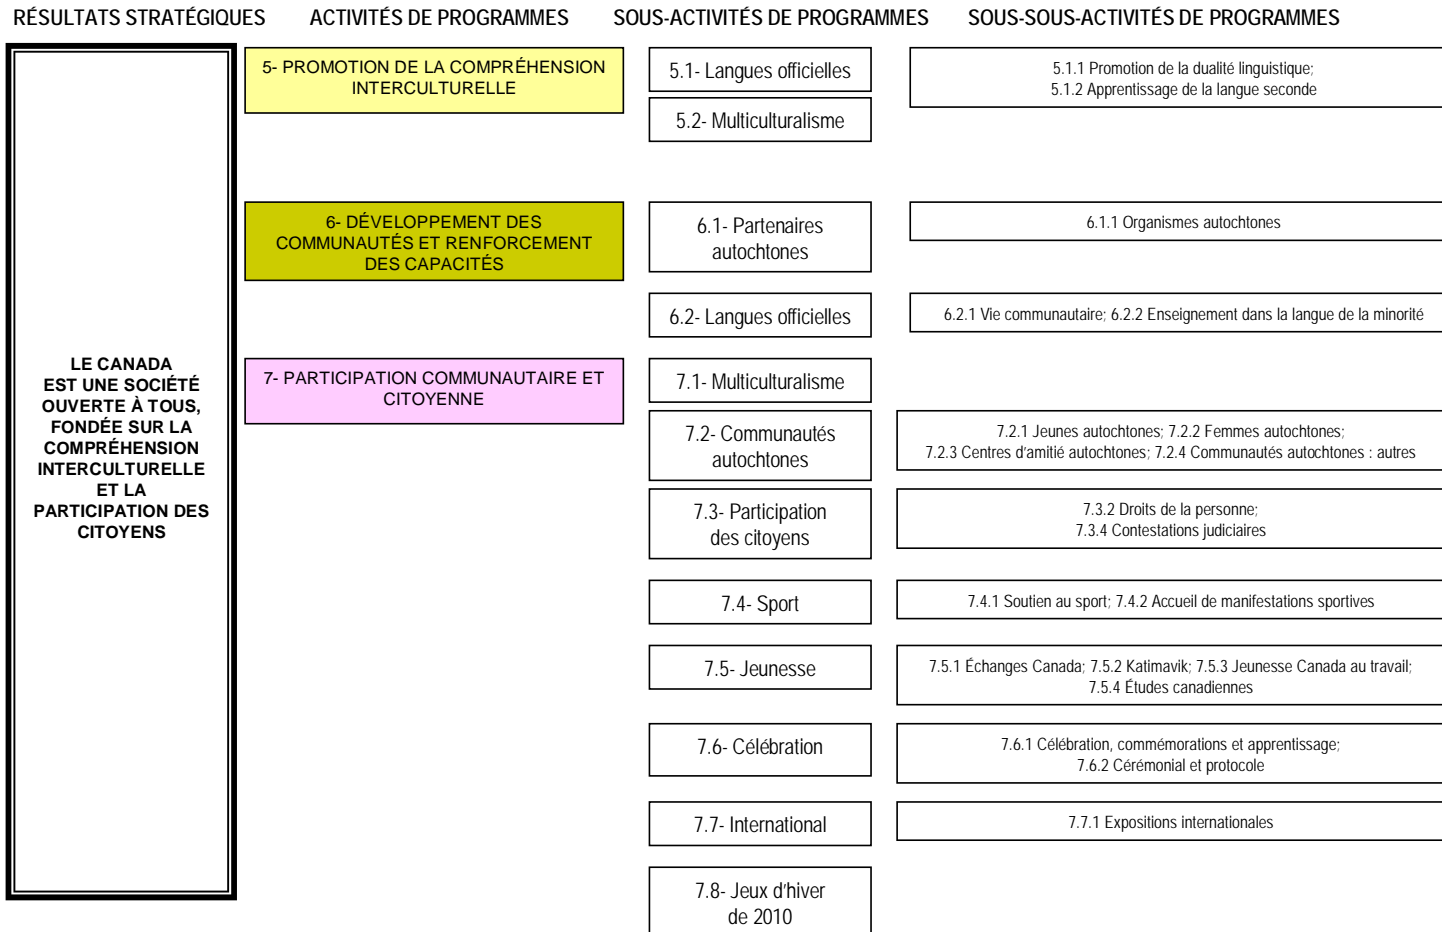 RÉSULTATS STRATÉGIQUES ACTIVITÉS DE PROGRAMMES SOUS-ACTIVITÉS DE PROGRAMMES SOUS-SOUS-ACTIVITÉS DE PROGRAMMES
LE CANADA
EST UNE SOCIÉTÉ
OUVERTE À TOUS,
FONDÉE SUR LA
COMPRÉHENSION
INTERCULTURELLE
ET LA
PARTICIPATION DES
CITOYENS
5- PROMOTION DE LA COMPRÉHENSION
INTERCULTURELLE
5.1- Langues officielles
5.1.1 Promotion de la dualité linguistique;
5.1.2 Apprentissage de la langue seconde
5.2- Multiculturalisme
6- DÉVELOPPEMENT DES
COMMUNAUTÉS ET RENFORCEMENT
DES CAPACITÉS
6.1- Partenaires
autochtones
6.1.1 Organismes autochtones
6.2- Langues officielles
6.2.1 Vie communautaire; 6.2.2 Enseignement dans la langue de la minorité
7- PARTICIPATION COMMUNAUTAIRE ET
CITOYENNE
7.1- Multiculturalisme
7.2- Communautés
autochtones
7.2.1 Jeunes autochtones; 7.2.2 Femmes autochtones;
7.2.3 Centres d'amitié autochtones; 7.2.4 Communautés autochtones : autres
7.3- Participation
des citoyens
7.3.2 Droits de la personne;
7.3.4 Contestations judiciaires
7.4- Sport
7.4.1 Soutien au sport; 7.4.2 Accueil de manifestations sportives
7.5- Jeunesse
7.5.1 Échanges Canada; 7.5.2 Katimavik; 7.5.3 Jeunesse Canada au travail;
7.5.4 Études canadiennes
7.6- Célébration
7.6.1 Célébration, commémorations et apprentissage;
7.6.2 Cérémonial et protocole
7.7- International
7.7.1 Expositions internationales
7.8- Jeux d'hiver
de 2010